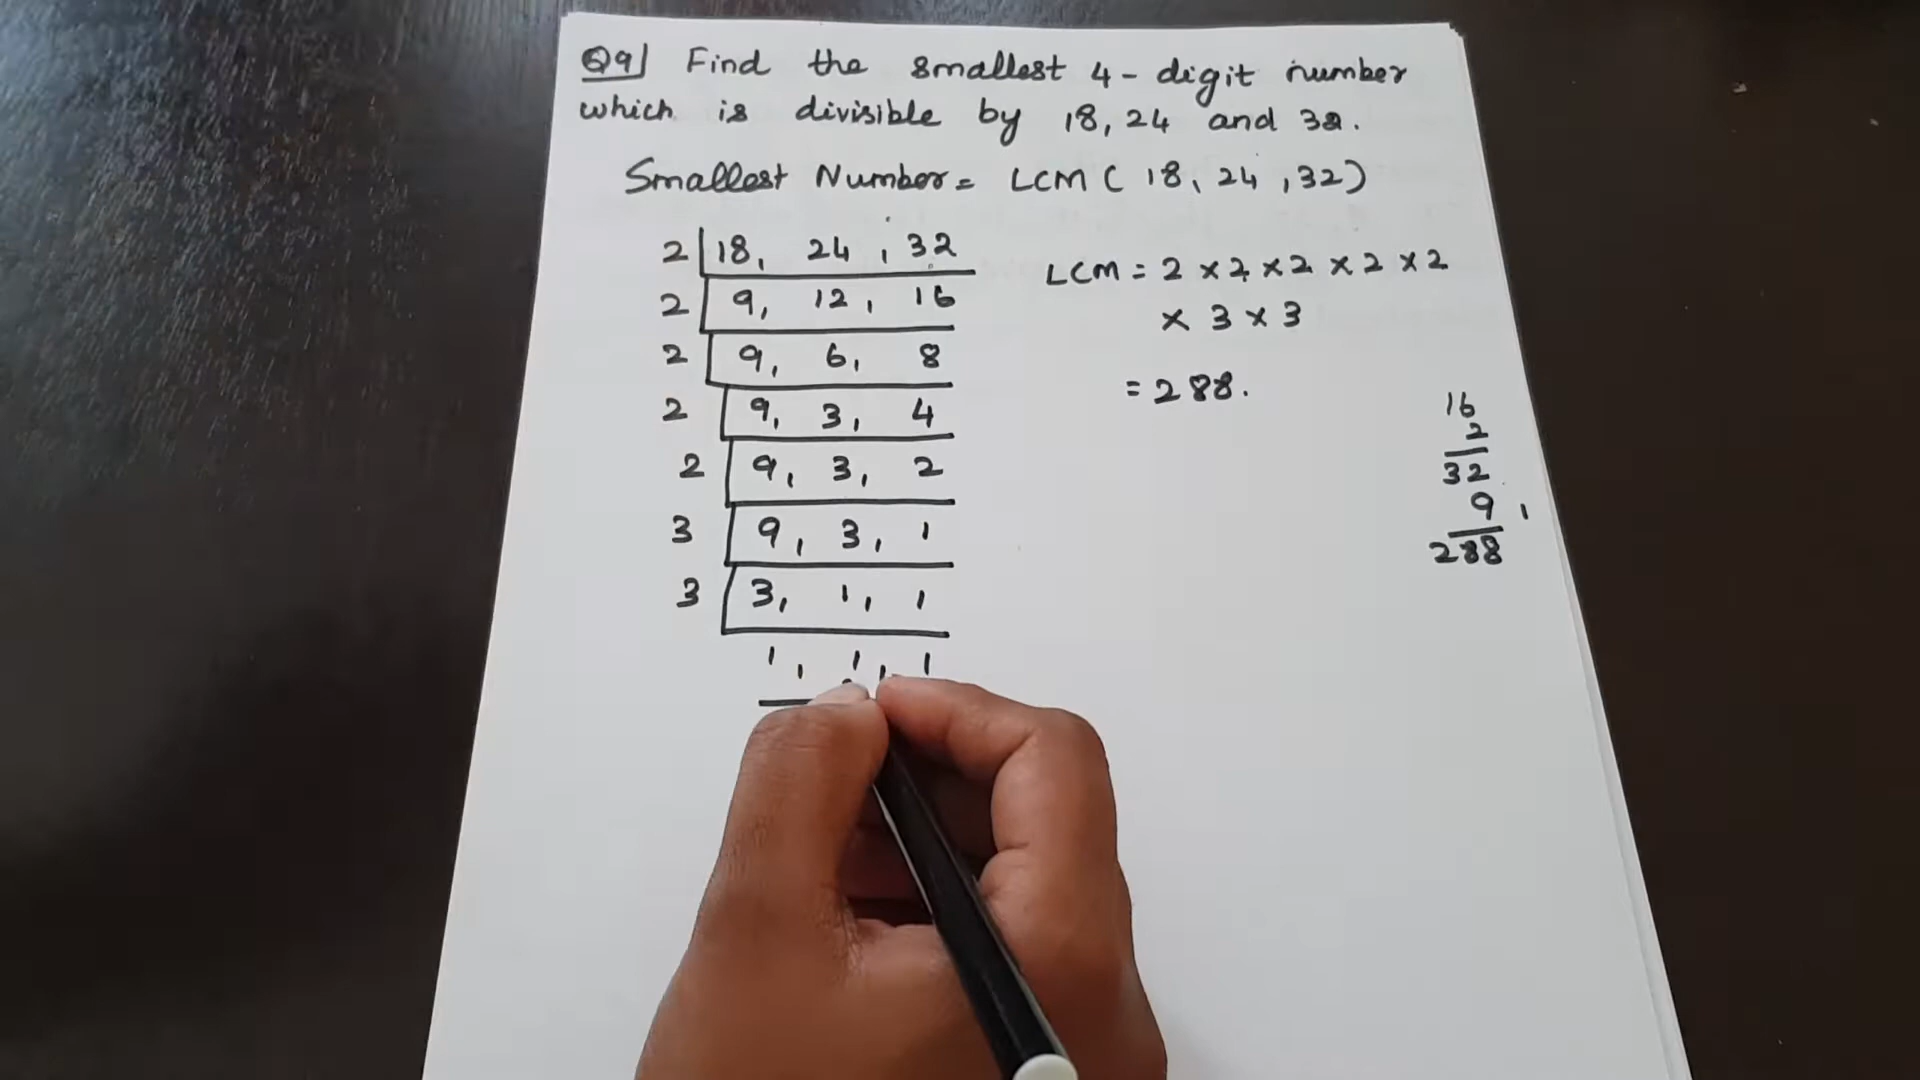 Q9| Find the smallest 4-digit number
which is divisible by 18, 24 and 32.
Smallest Number = LCM ( 18, 24, 32)
2 | 18, 24, 32
2 | 9, 12, 16
2 | 9, 6, 8
2 | 9, 3, 4
2 | 9, 3, 2
3 | 9, 3, 1
3 | 3, 1, 1
1, 1, 1
LCM = 2 × 2 × 2 × 2 × 2
× 3 × 3
= 288.
16
2
32
9
288